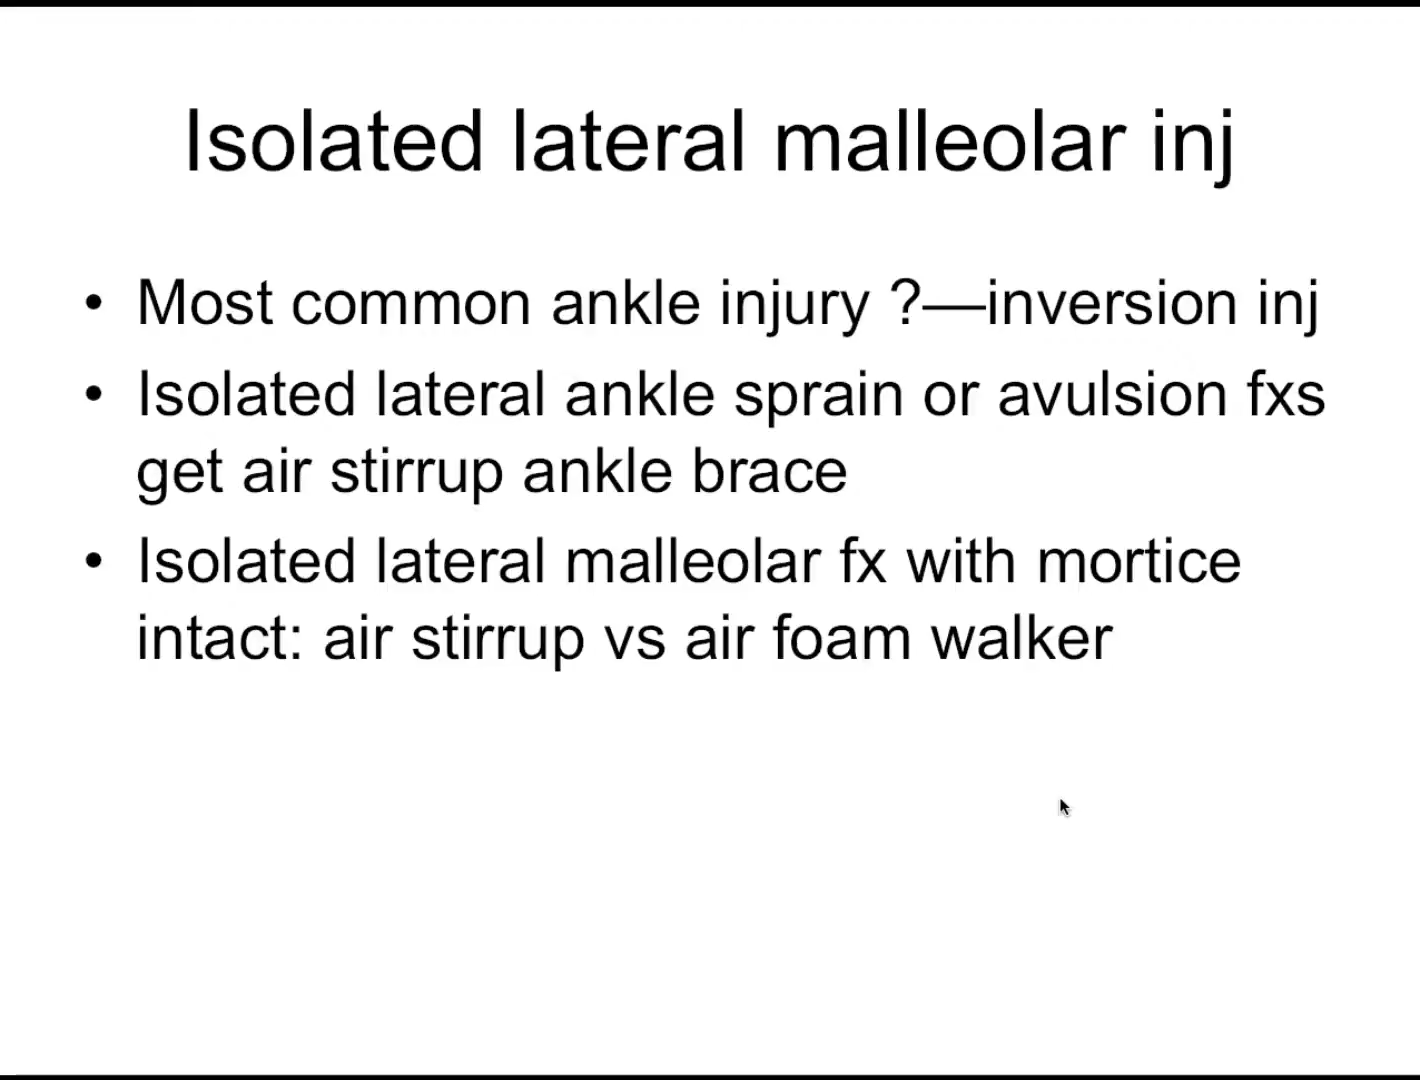 Isolated lateral malleolar inj
• Most common ankle injury ?—inversion inj
• Isolated lateral ankle sprain or avulsion fxs
get air stirrup ankle brace
• Isolated lateral malleolar fx with mortice
intact: air stirrup vs air foam walker